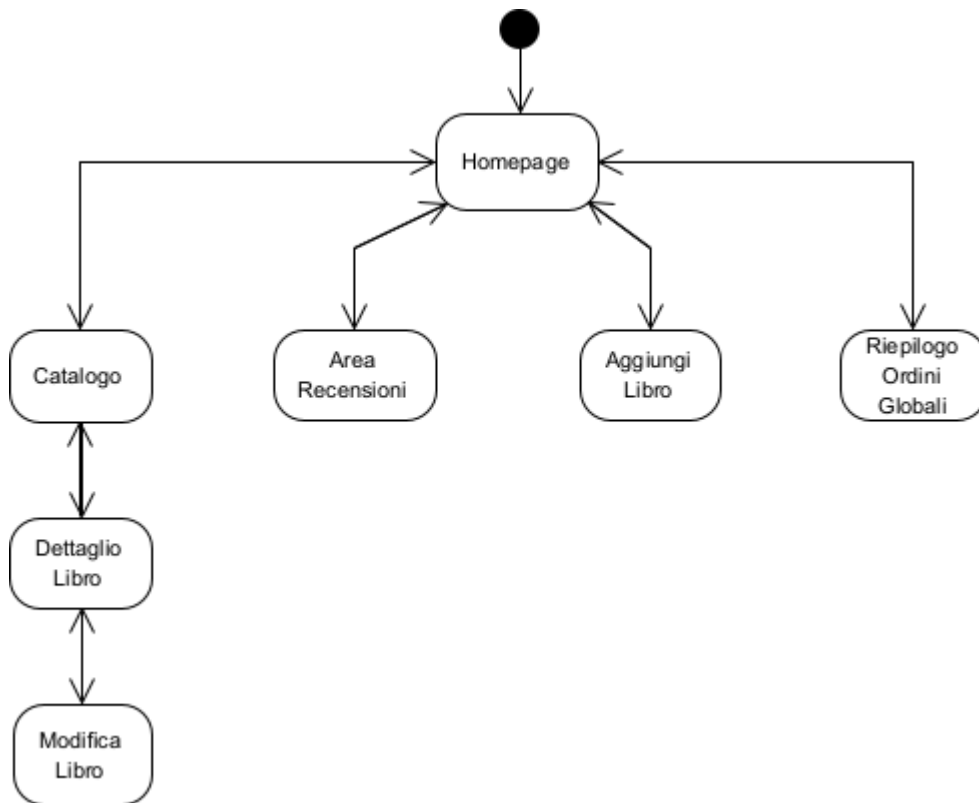 Homepage
Catalogo
Area
Recensioni
Aggiungi
Libro
Riepilogo
Ordini
Globali
Dettaglio
Libro
Modifica
Libro